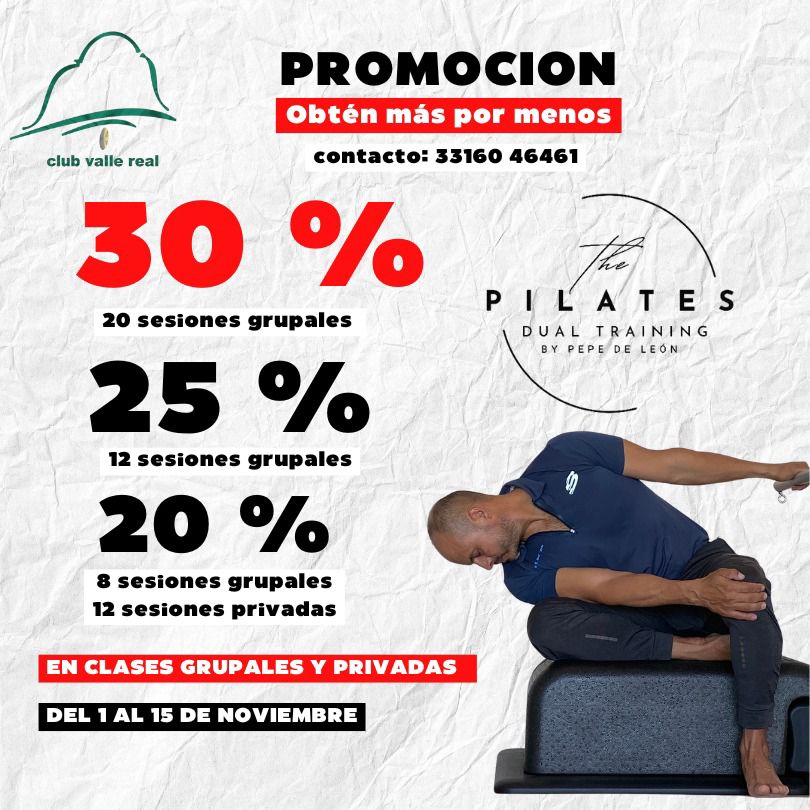 club valle real
PROMOCION
Obtén más por menos
contacto: 33160 46461
30 %
20 sesiones grupales
25 %
12 sesiones grupales
20 %
8 sesiones grupales
12 sesiones privadas
the
PILATES
DUAL TRAINING
BY PEPE DE LEÓN
EN CLASES GRUPALES Y PRIVADAS
DEL 1 AL 15 DE NOVIEMBRE